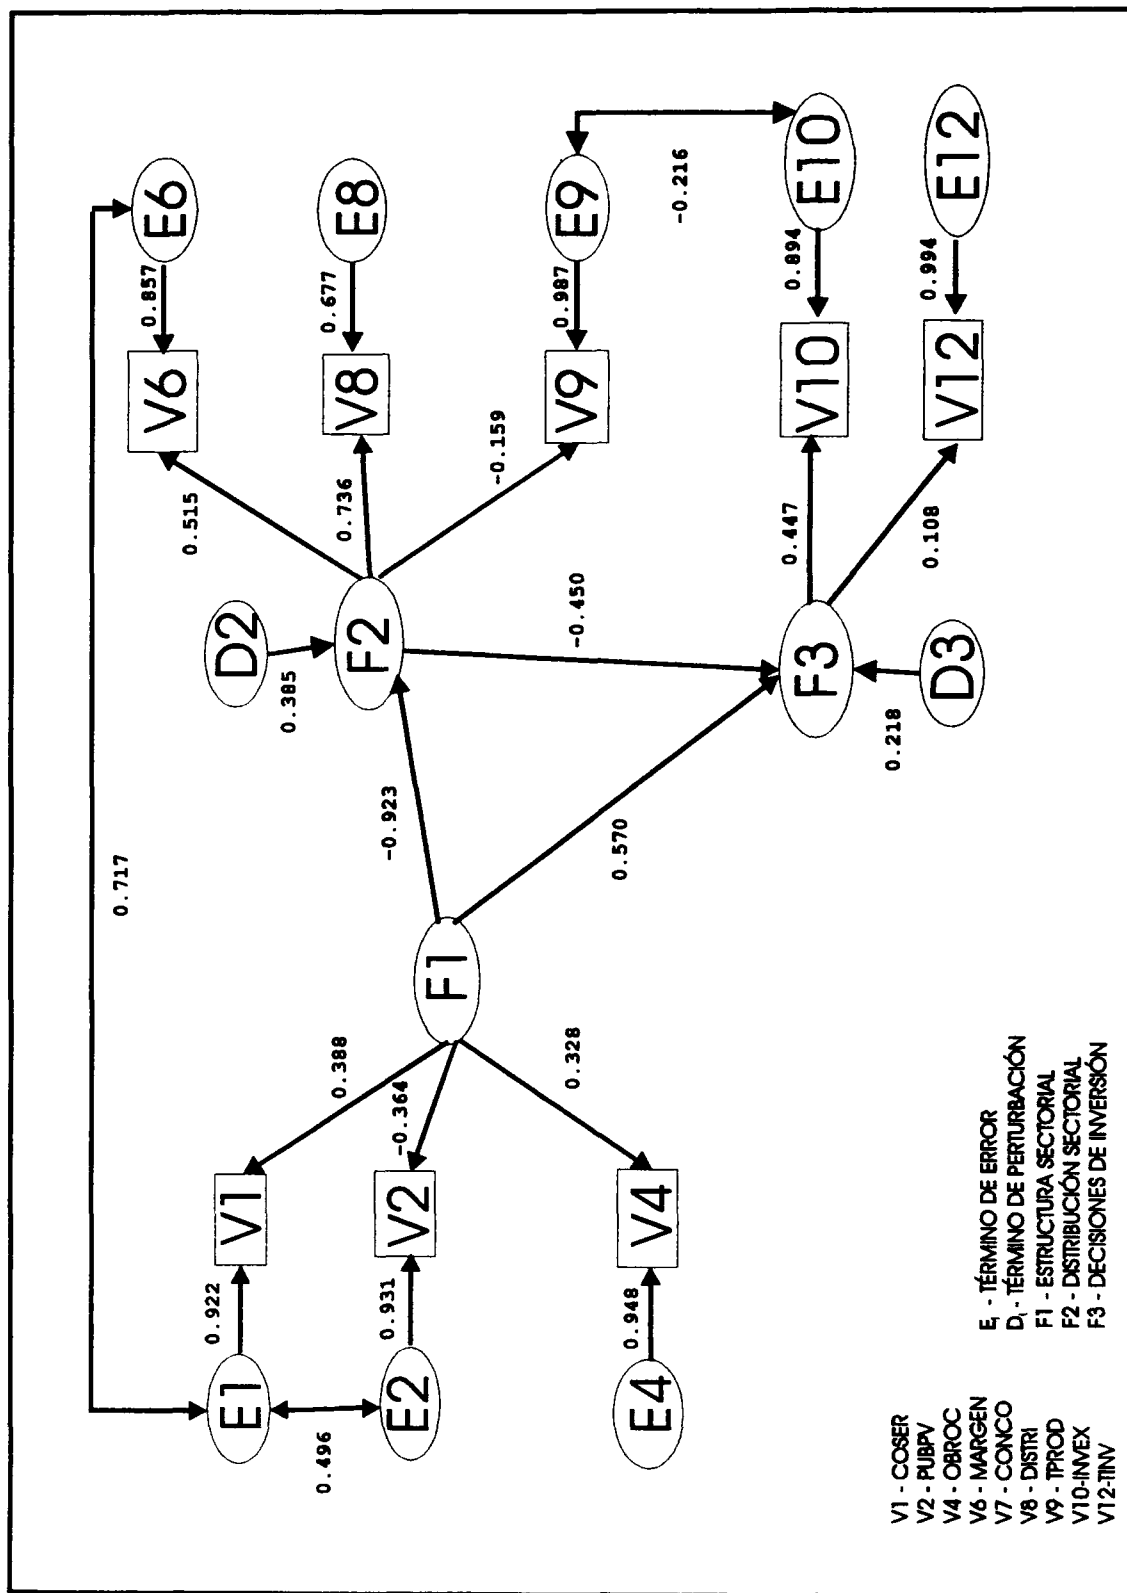 0.717
E1
0.922
V1
0.388
D2
0.385
0.515
V6
0.857
E6
0.496
E2
0.931
V2
-0.364
F1
-0.923
F2
0.736
V8
0.677
E8
-0.159
E4
0.948
V4
0.328
0.570
-0.450
V9
0.987
E9
-0.216
F3
0.447
V10
0.894
E10
0.218
D3
0.108
V12
0.994
E12
V1 - COSER
V2 - PUBPV
V4 - OBROC
V6 - MARGEN
V7 - CONCO
V8 - DISTRI
V9 - TPROD
V10-INVEX
V12-TINV
Ei - TÉRMINO DE ERROR
Di - TÉRMINO DE PERTURBACIÓN
F1 - ESTRUCTURA SECTORIAL
F2 - DISTRIBUCIÓN SECTORIAL
F3 - DECISIONES DE INVERSIÓN